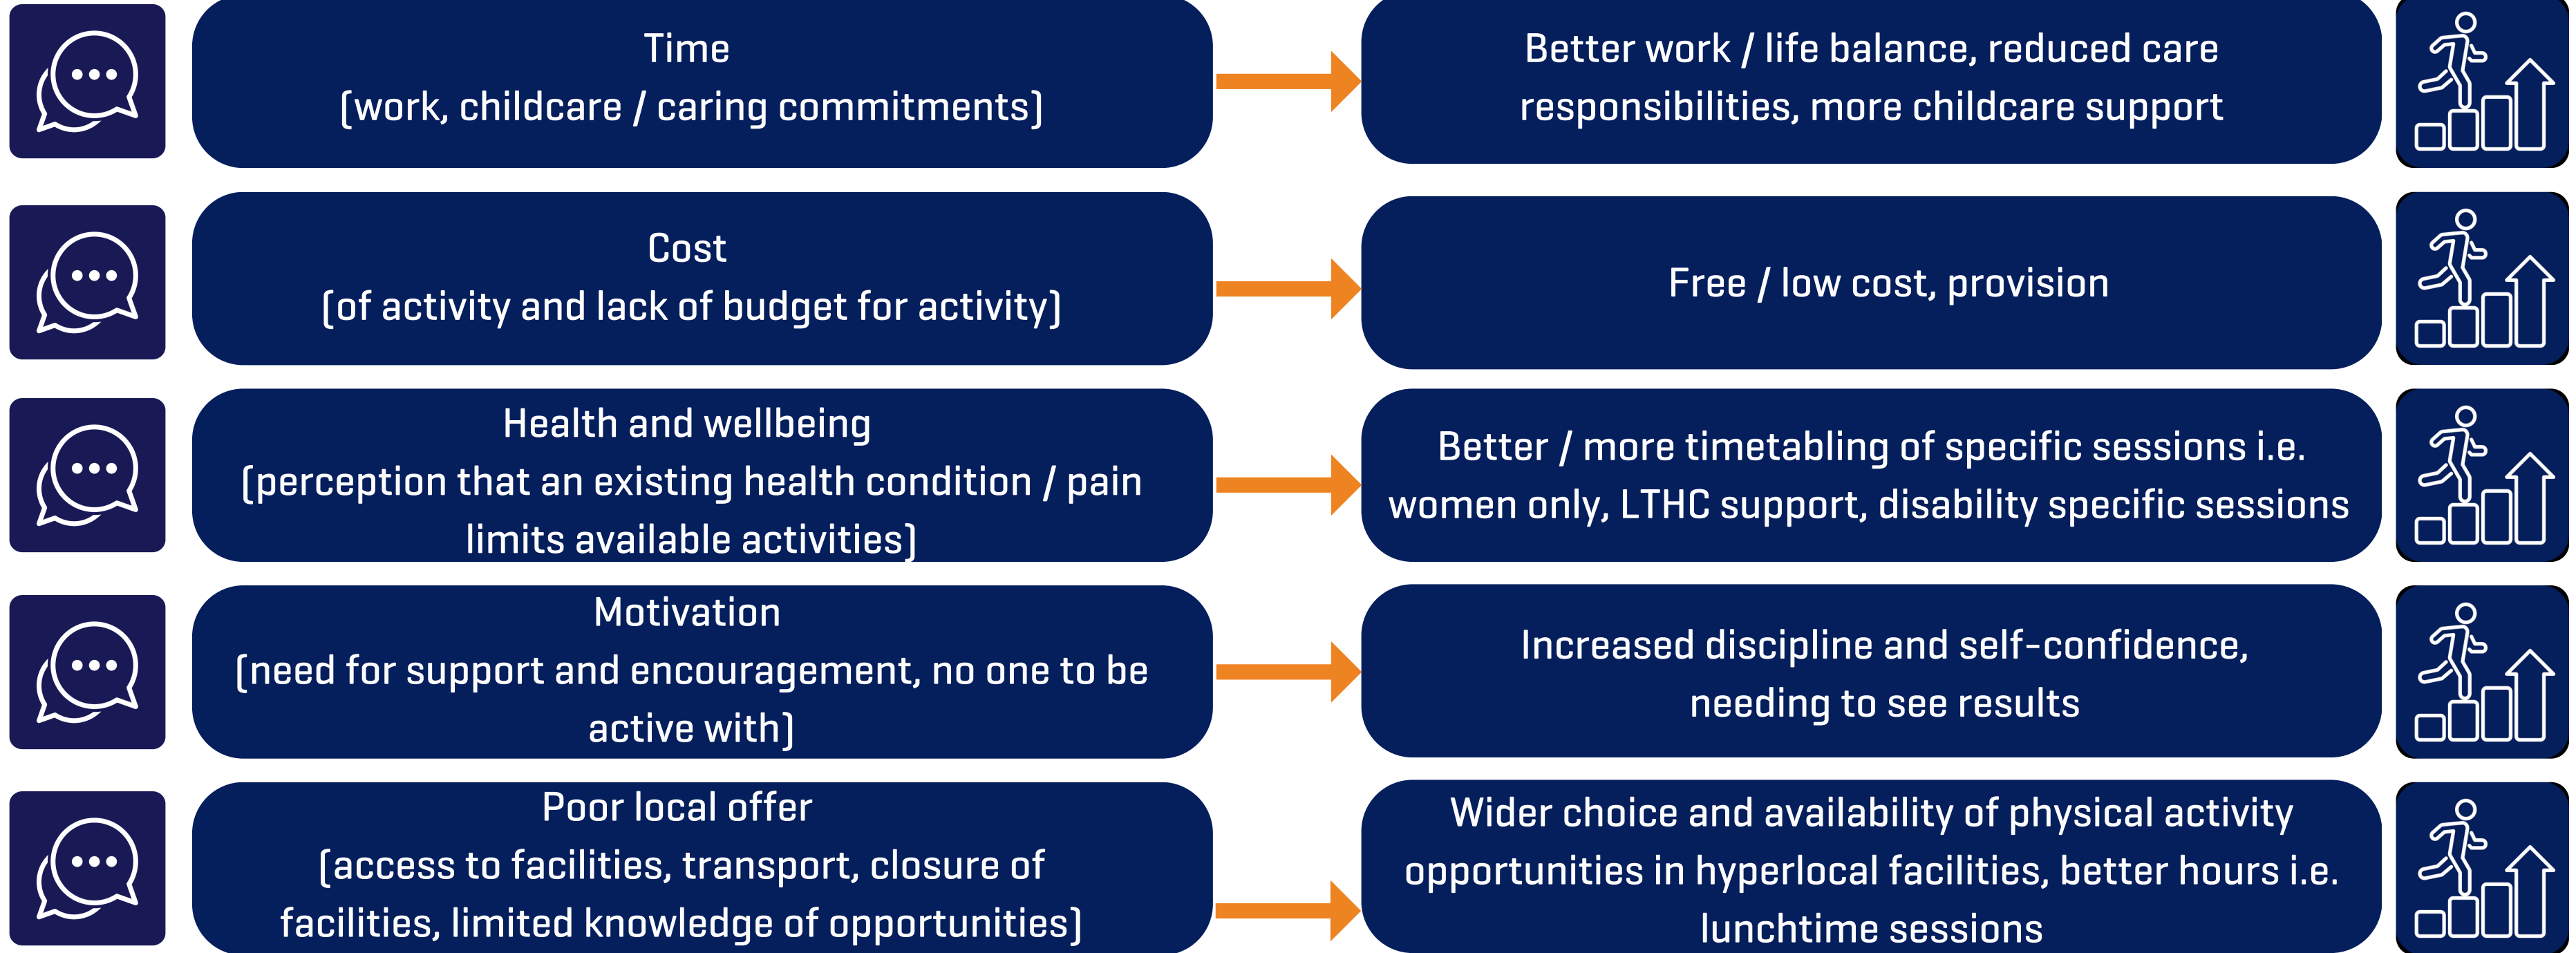 Time
(work, childcare / caring commitments)
Better work / life balance, reduced care
responsibilities, more childcare support
Cost
(of activity and lack of budget for activity)
Free / low cost, provision
Health and wellbeing
(perception that an existing health condition / pain
limits available activities)
Better / more timetabling of specific sessions i.e.
women only, LTHC support, disability specific sessions
Motivation
(need for support and encouragement, no one to be
active with)
Increased discipline and self-confidence,
needing to see results
Poor local offer
(access to facilities, transport, closure of
facilities, limited knowledge of opportunities)
Wider choice and availability of physical activity
opportunities in hyperlocal facilities, better hours i.e.
lunchtime sessions